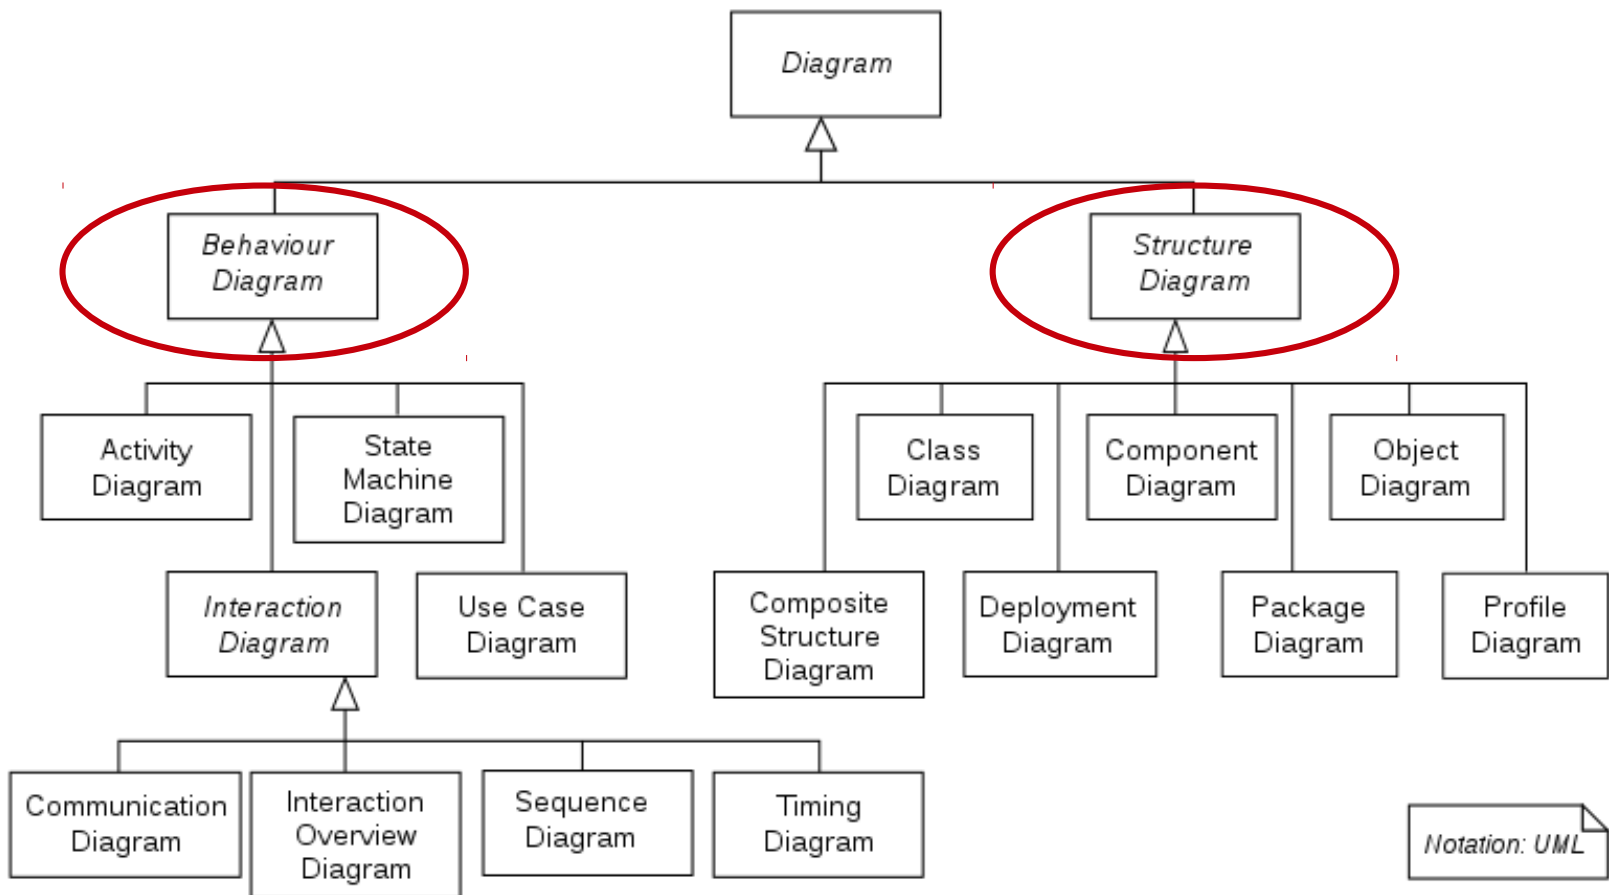 Diagram
Behaviour
Diagram
Structure
Diagram
Activity
Diagram
State
Machine
Diagram
Class
Diagram
Component
Diagram
Object
Diagram
Interaction
Diagram
Use Case
Diagram
Composite
Structure
Diagram
Deployment
Diagram
Package
Diagram
Profile
Diagram
Communication
Diagram
Interaction
Overview
Diagram
Sequence
Diagram
Timing
Diagram
Notation: UML